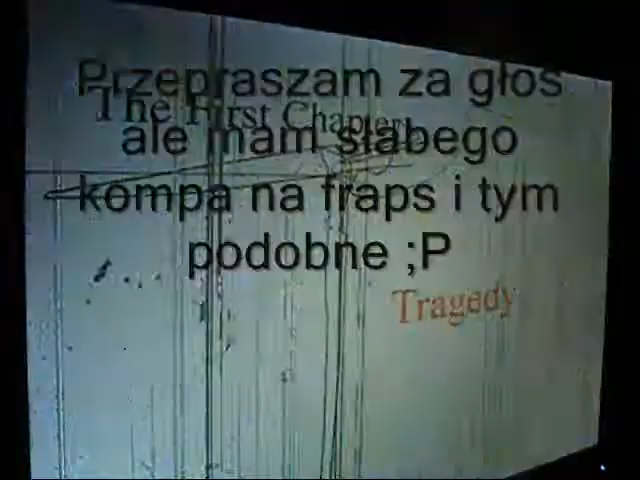 Przepraszam za głos
The First Chapter
ale mam słabego
kompa na fraps i tym
podobne ;P
Tragedy